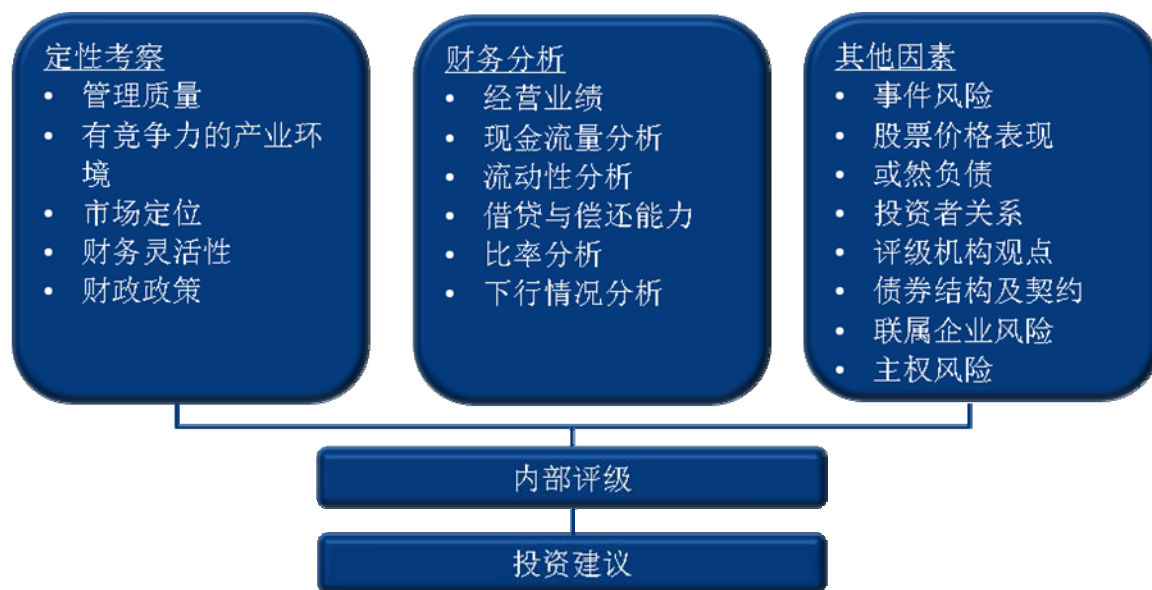 定性考察
• 管理质量
• 有竞争力的产业环
境
• 市场定位
• 财务灵活性
• 财政政策
财务分析
• 经营业绩
• 现金流量分析
• 流动性分析
• 借贷与偿还能力
• 比率分析
• 下行情况分析
其他因素
• 事件风险
• 股票价格表现
• 或然负债
• 投资者关系
• 评级机构观点
• 债券结构及契约
• 联属企业风险
• 主权风险
内部评级
投资建议